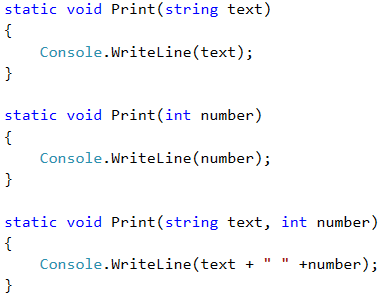 static void Print(string text)
{
    Console.WriteLine(text);
}

static void Print(int number)
{
    Console.WriteLine(number);
}

static void Print(string text, int number)
{
    Console.WriteLine(text + " " +number);
}